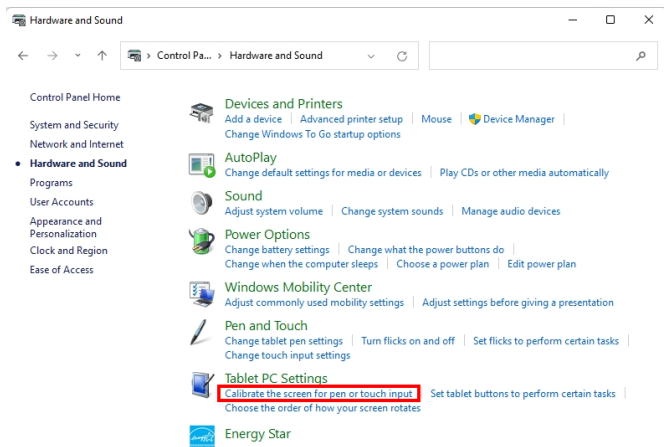 Hardware and Sound
Control Pa... > Hardware and Sound
Control Panel Home
System and Security
Network and Internet
Hardware and Sound
Programs
User Accounts
Appearance and
Personalization
Clock and Region
Ease of Access
Devices and Printers
Add a device | Advanced printer setup | Mouse | Device Manager |
Change Windows To Go startup options
AutoPlay
Change default settings for media or devices | Play CDs or other media automatically
Sound
Adjust system volume | Change system sounds | Manage audio devices
Power Options
Change battery settings | Change what the power buttons do |
Change when the computer sleeps | Choose a power plan | Edit power plan
Windows Mobility Center
Adjust commonly used mobility settings | Adjust settings before giving a presentation
Pen and Touch
Change tablet pen settings | Turn flicks on and off | Set flicks to perform certain tasks |
Change touch input settings
Tablet PC Settings
Calibrate the screen for pen or touch input | Set tablet buttons to perform certain tasks |
Choose the order of how your screen rotates
Energy Star